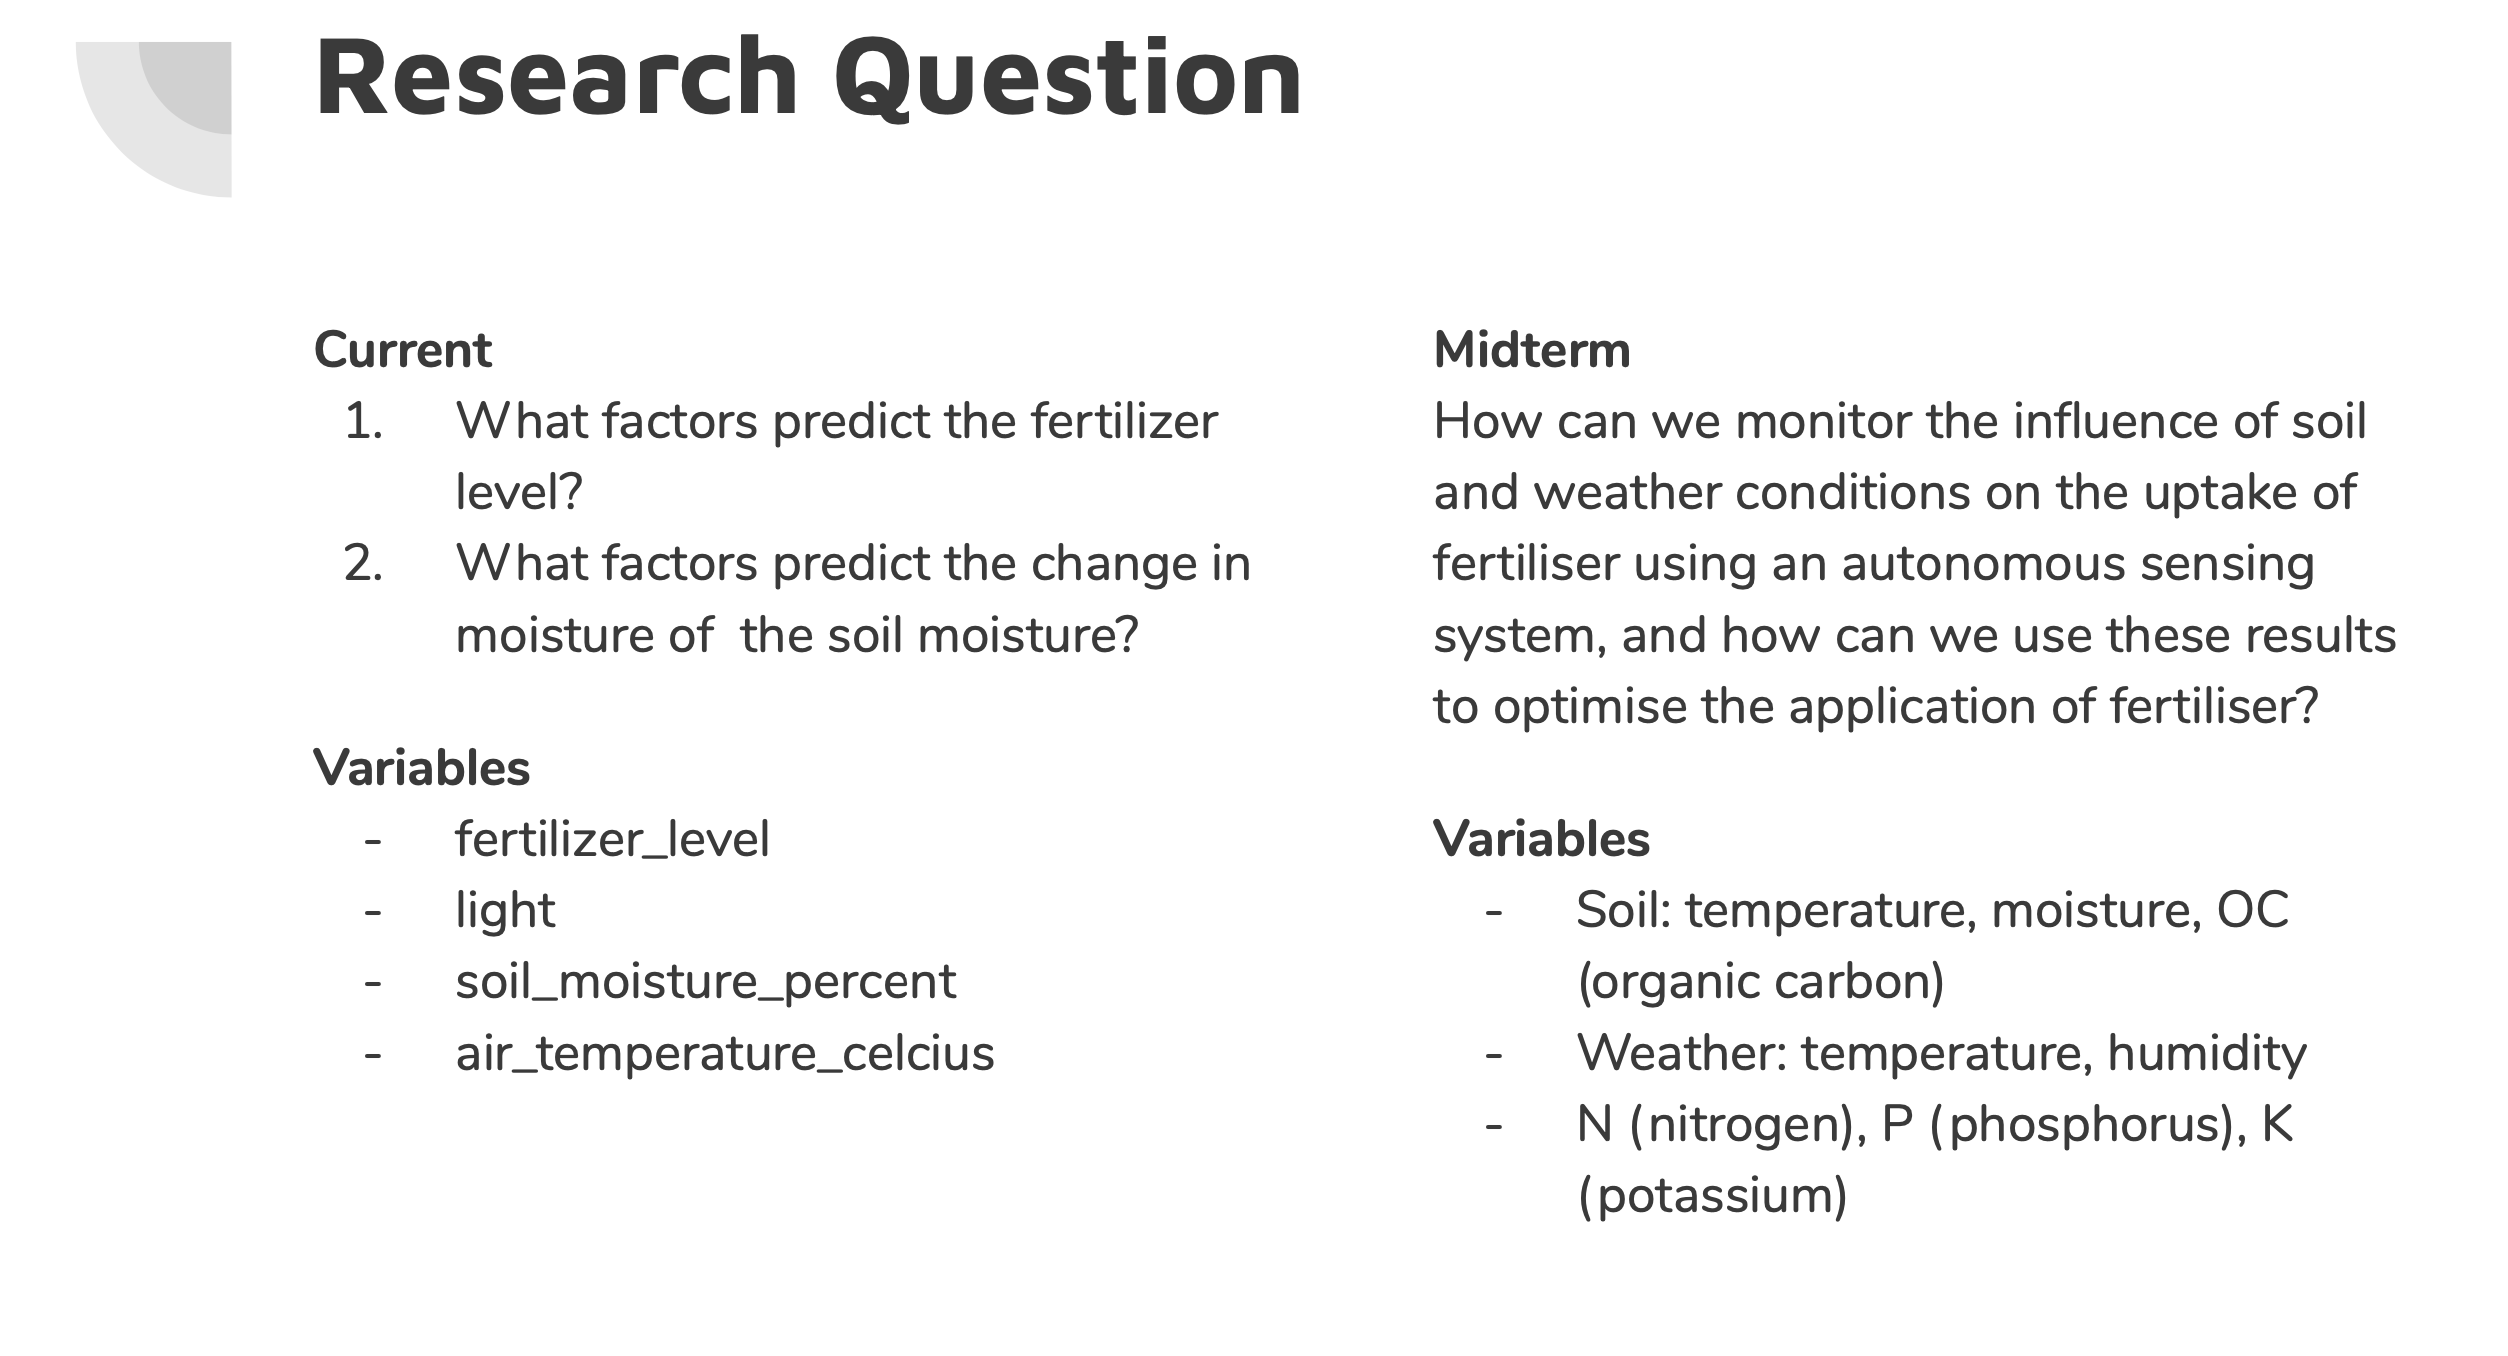 Research Question
Current
1. What factors predict the fertilizer
level?
2. What factors predict the change in
moisture of the soil moisture?
Variables
- fertilizer_level
- light
- soil_moisture_percent
- air_temperature_celcius
Midterm
How can we monitor the influence of soil
and weather conditions on the uptake of
fertiliser using an autonomous sensing
system, and how can we use these results
to optimise the application of fertiliser?
Variables
- Soil: temperature, moisture, OC
(organic carbon)
- Weather: temperature, humidity
- N (nitrogen), P (phosphorus), K
(potassium)